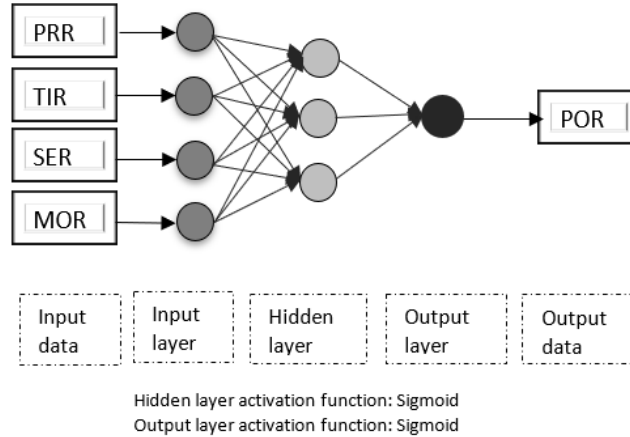 PRR
TIR
SER
MOR
POR
Input data
Input layer
Hidden layer
Output layer
Output data
Hidden layer activation function: Sigmoid
Output layer activation function: Sigmoid